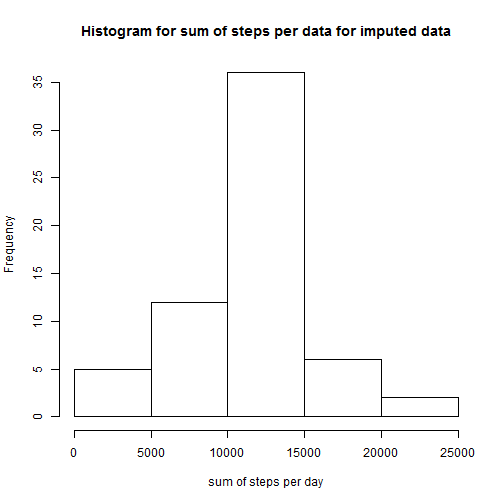 Histogram for sum of steps per data for imputed data
Frequency
35
30
25
20
15
10
5
0
0 5000 10000 15000 20000 25000
sum of steps per day